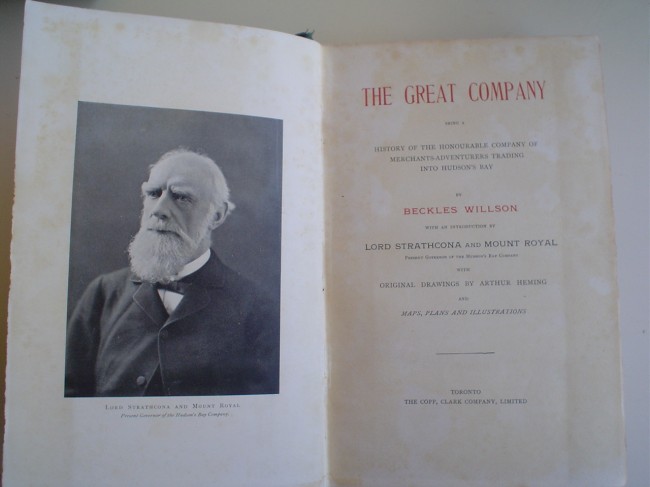 LORD STRATHCONA AND MOUNT ROYAL
Present Governor of the Hudson's Bay Company.
THE GREAT COMPANY
BEING A
HISTORY OF THE HONOURABLE COMPANY OF
MERCHANTS-ADVENTURERS TRADING
INTO HUDSON'S BAY
BY
BECKLES WILLSON
WITH AN INTRODUCTION BY
LORD STRATHCONA AND MOUNT ROYAL
PRESENT GOVERNOR OF THE HUDSON'S BAY COMPANY
WITH
ORIGINAL DRAWINGS BY ARTHUR HEMING
AND
MAPS, PLANS AND ILLUSTRATIONS
TORONTO
THE COPP, CLARK COMPANY, LIMITED